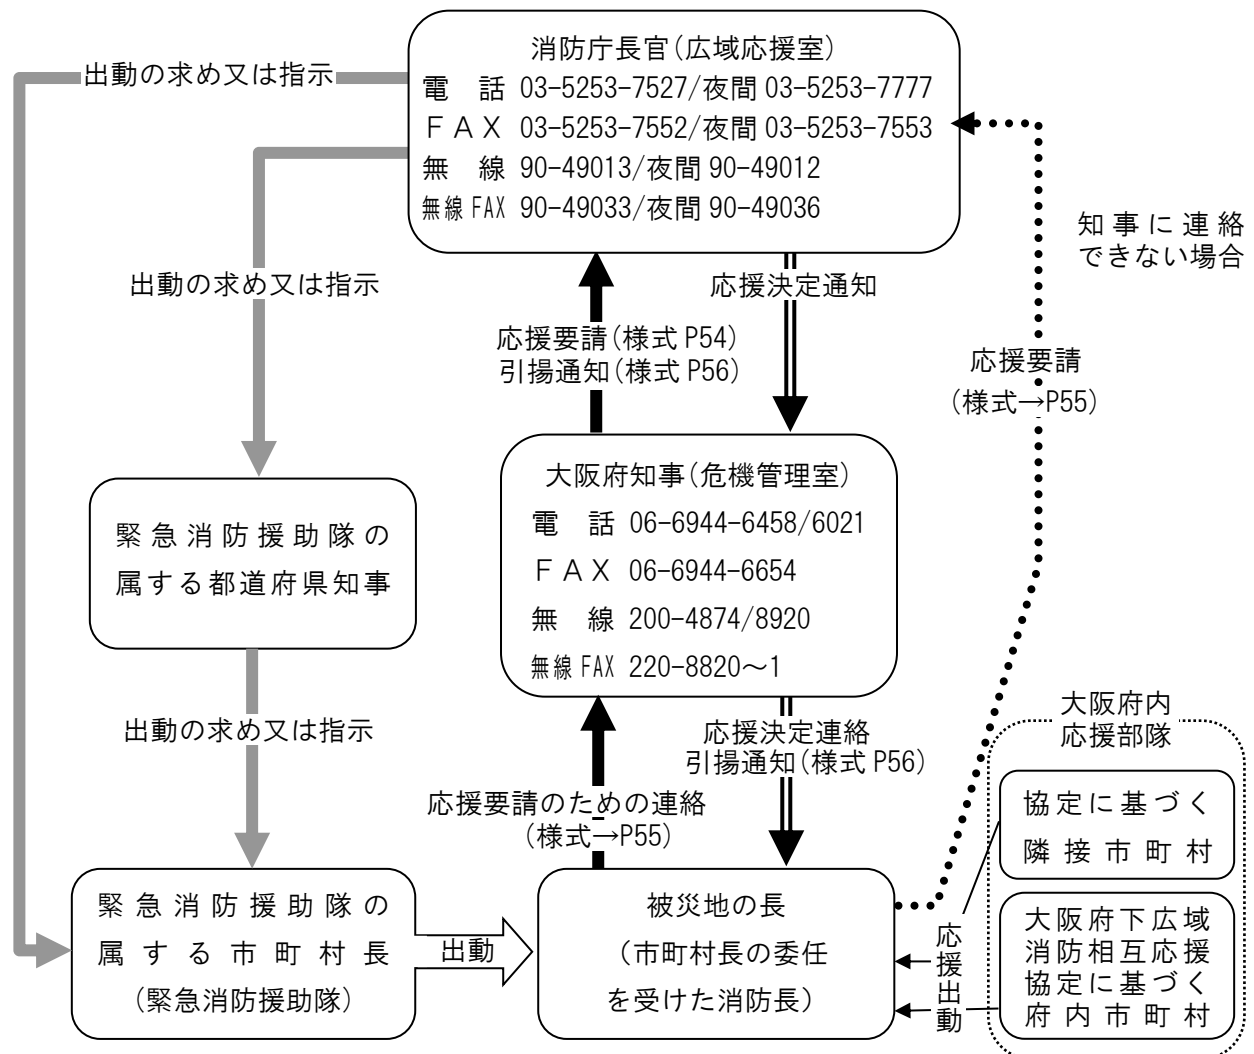 消防庁長官(広域応援室)
電 話 03-5253-7527/夜間 03-5253-7777
FAX 03-5253-7552/夜間 03-5253-7553
無 線 90-49013/夜間 90-49012
無線 FAX 90-49033/夜間 90-49036
出動の求め又は指示
出動の求め又は指示
応援要請(様式 P54)
引揚通知(様式 P56)
応援決定通知
知事に連絡
できない場合
応援要請
(様式→P55)
大阪府知事(危機管理室)
電 話 06-6944-6458/6021
FAX 06-6944-6654
無 線 200-4874/8920
無線 FAX 220-8820~1
緊急消防援助隊の
属する都道府県知事
出動の求め又は指示
応援要請のための連絡
(様式→P55)
応援決定連絡
引揚通知(様式 P56)
緊急消防援助隊の
属する市町村長
(緊急消防援助隊)
出動
被災地の長
(市町村長の委任
を受けた消防長)
応援出動
大阪府内
応援部隊
協定に基づく
隣接市町村
大阪府下広域
消防相互応援
協定に基づく
府内市町村